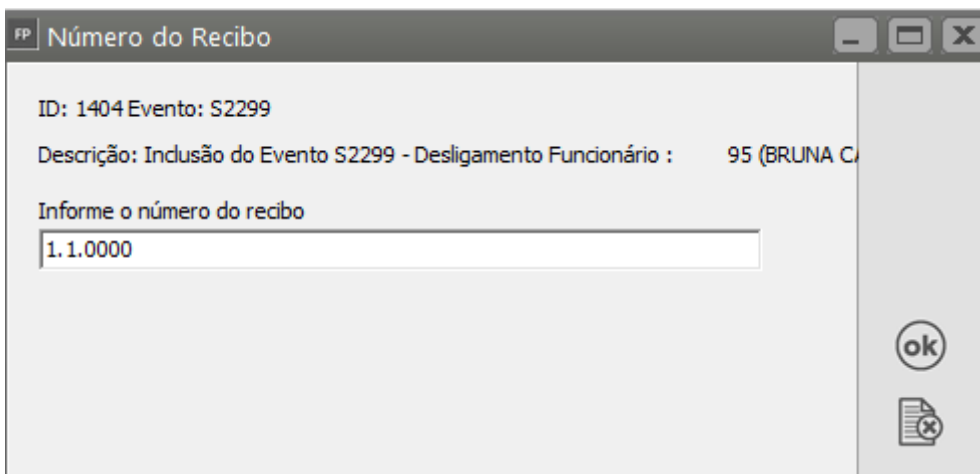 FP Número do Recibo
ID: 1404 Evento: S2299
Descrição: Inclusão do Evento S2299 - Desligamento Funcionário : 95 (BRUNA CA
Informe o número do recibo
1.1.0000
ok